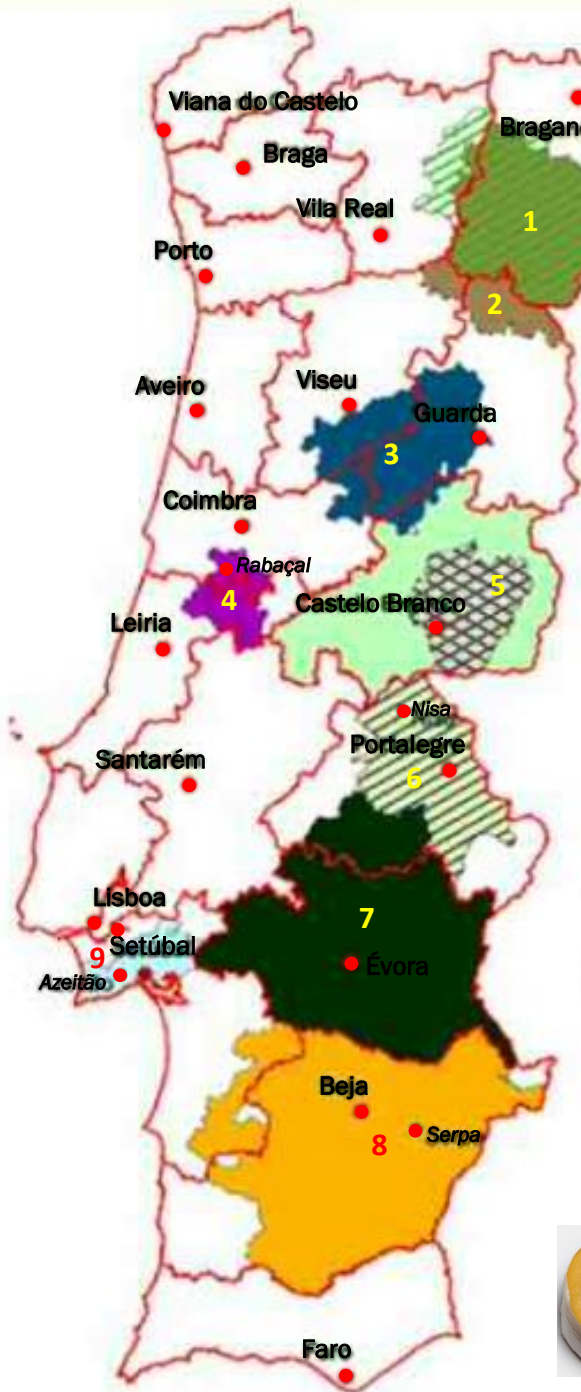 Viana do Castelo
Braganç
Braga
Vila Real
1
Porto
2
Viseu
Aveiro
Guarda
3
Coimbra
Rabaçal
5
4
Castelo Branco
Leiria
Nisa
Portalegre
Santarém
6
7
Lisboa
Setúbal
9
Évora
Azeitão
Beja
Serpa
8
Faro